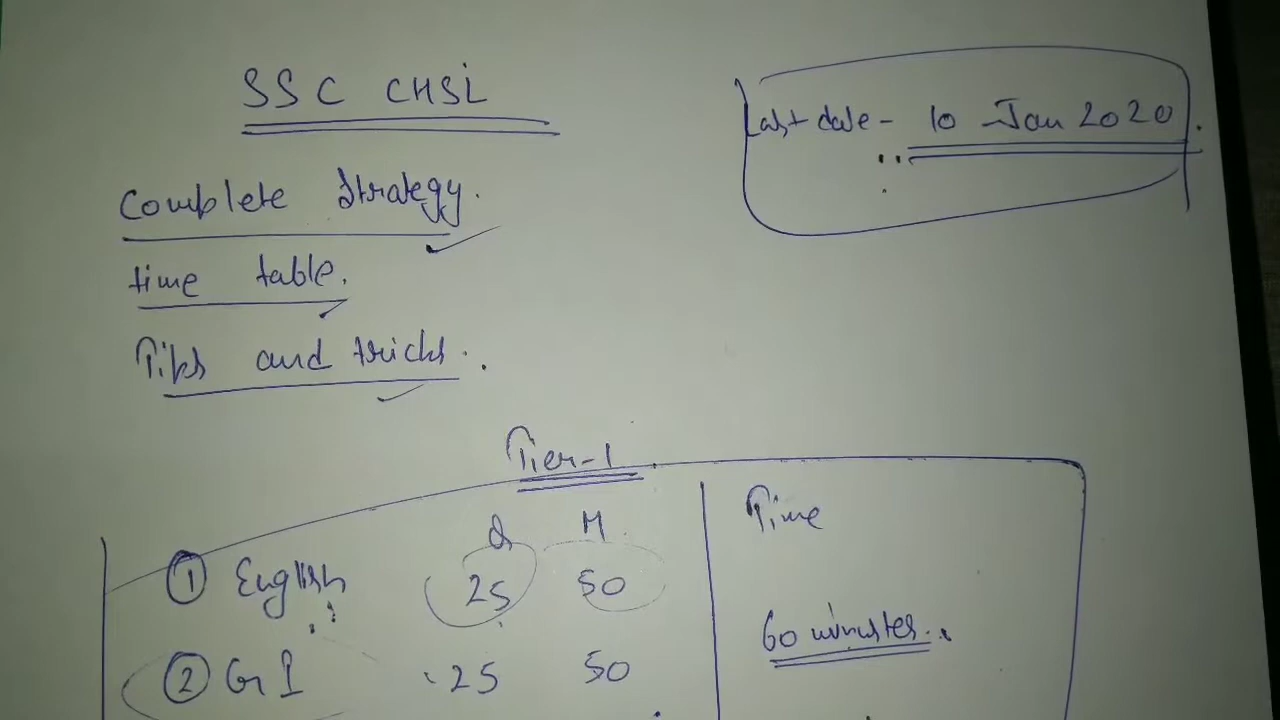 SSC CHSL
Last date - 10 Jan 2020.
Complete Strategy.
time table.
Tips and tricks.
Tier-1
Q M Time
① English 25 50
60 minutes..
② GI 25 50